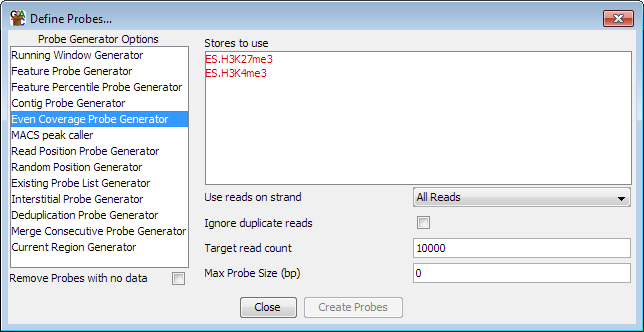 Define Probes...
Probe Generator Options
Running Window Generator
Feature Probe Generator
Feature Percentile Probe Generator
Contig Probe Generator
Even Coverage Probe Generator
MACS peak caller
Read Position Probe Generator
Random Position Generator
Existing Probe List Generator
Interstitial Probe Generator
Deduplication Probe Generator
Merge Consecutive Probe Generator
Current Region Generator
Remove Probes with no data
Stores to use
ES.H3K27me3
ES.H3K4me3
Use reads on strand All Reads
Ignore duplicate reads
Target read count 10000
Max Probe Size (bp) 0
Close Create Probes